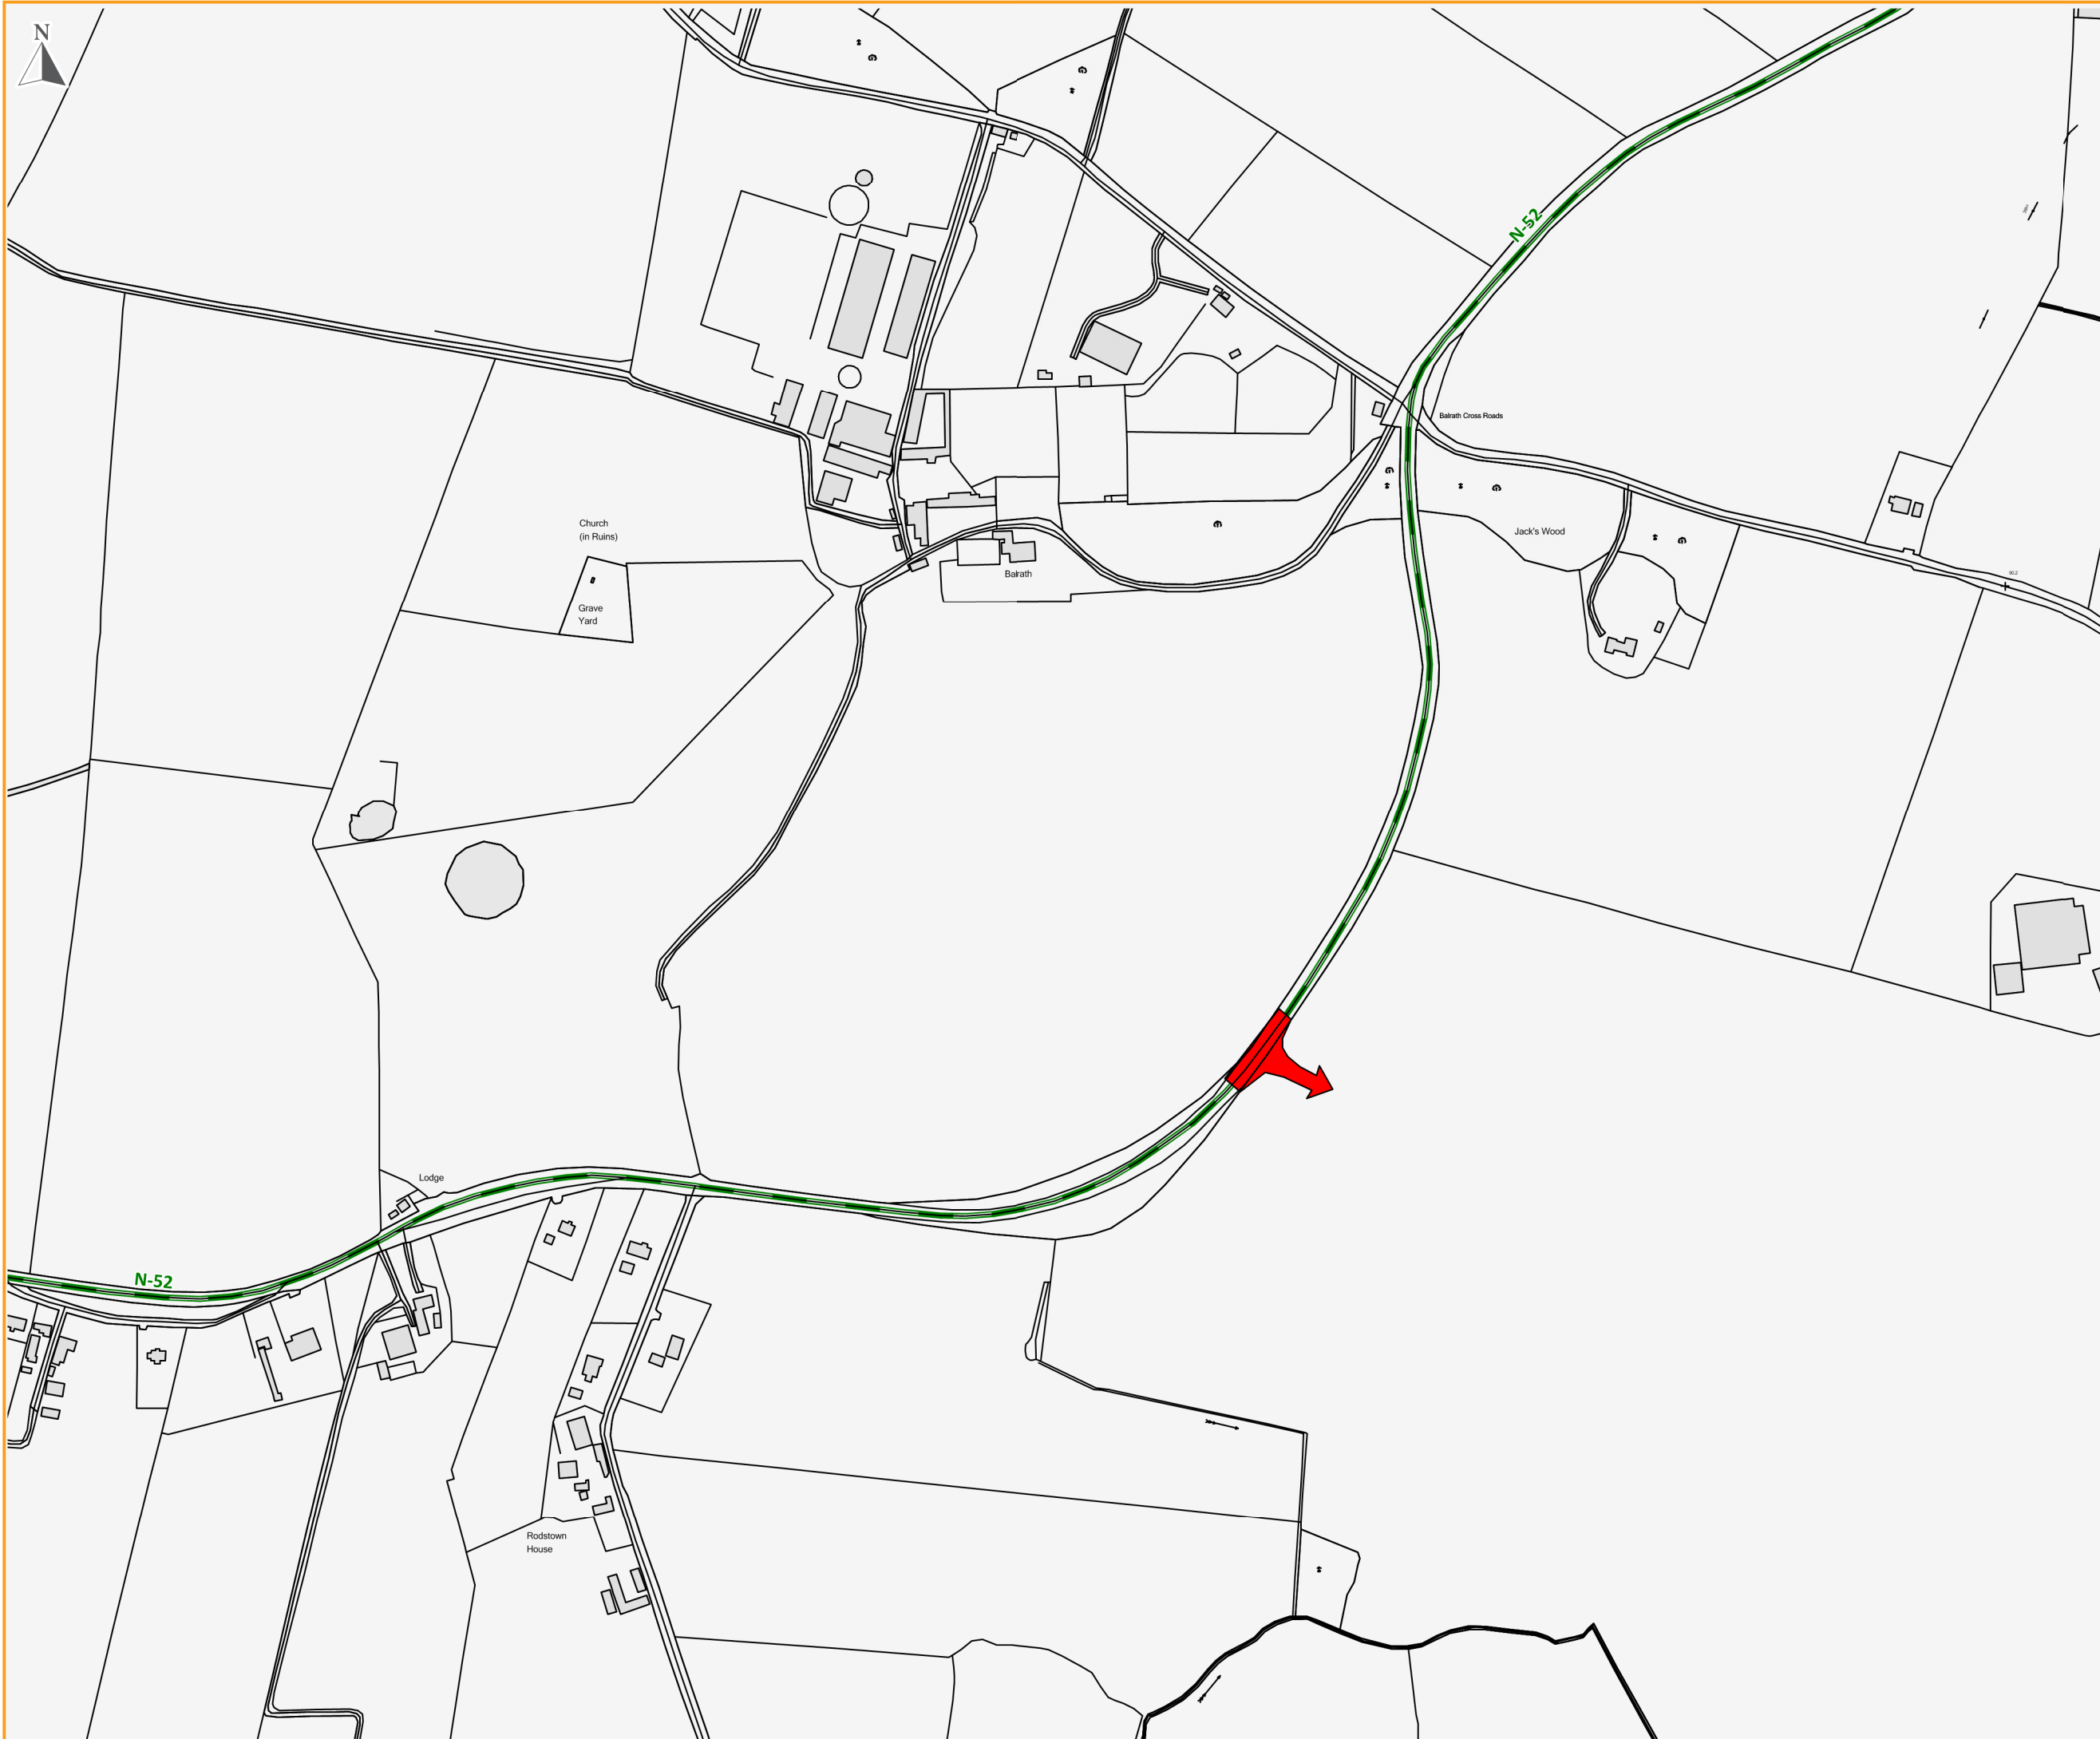 N
N-52
Balrath Cross Roads
Jack's Wood
Church
(in Ruins)
Balrath
Grave
Yard
Lodge
N-52
Rodstown
House